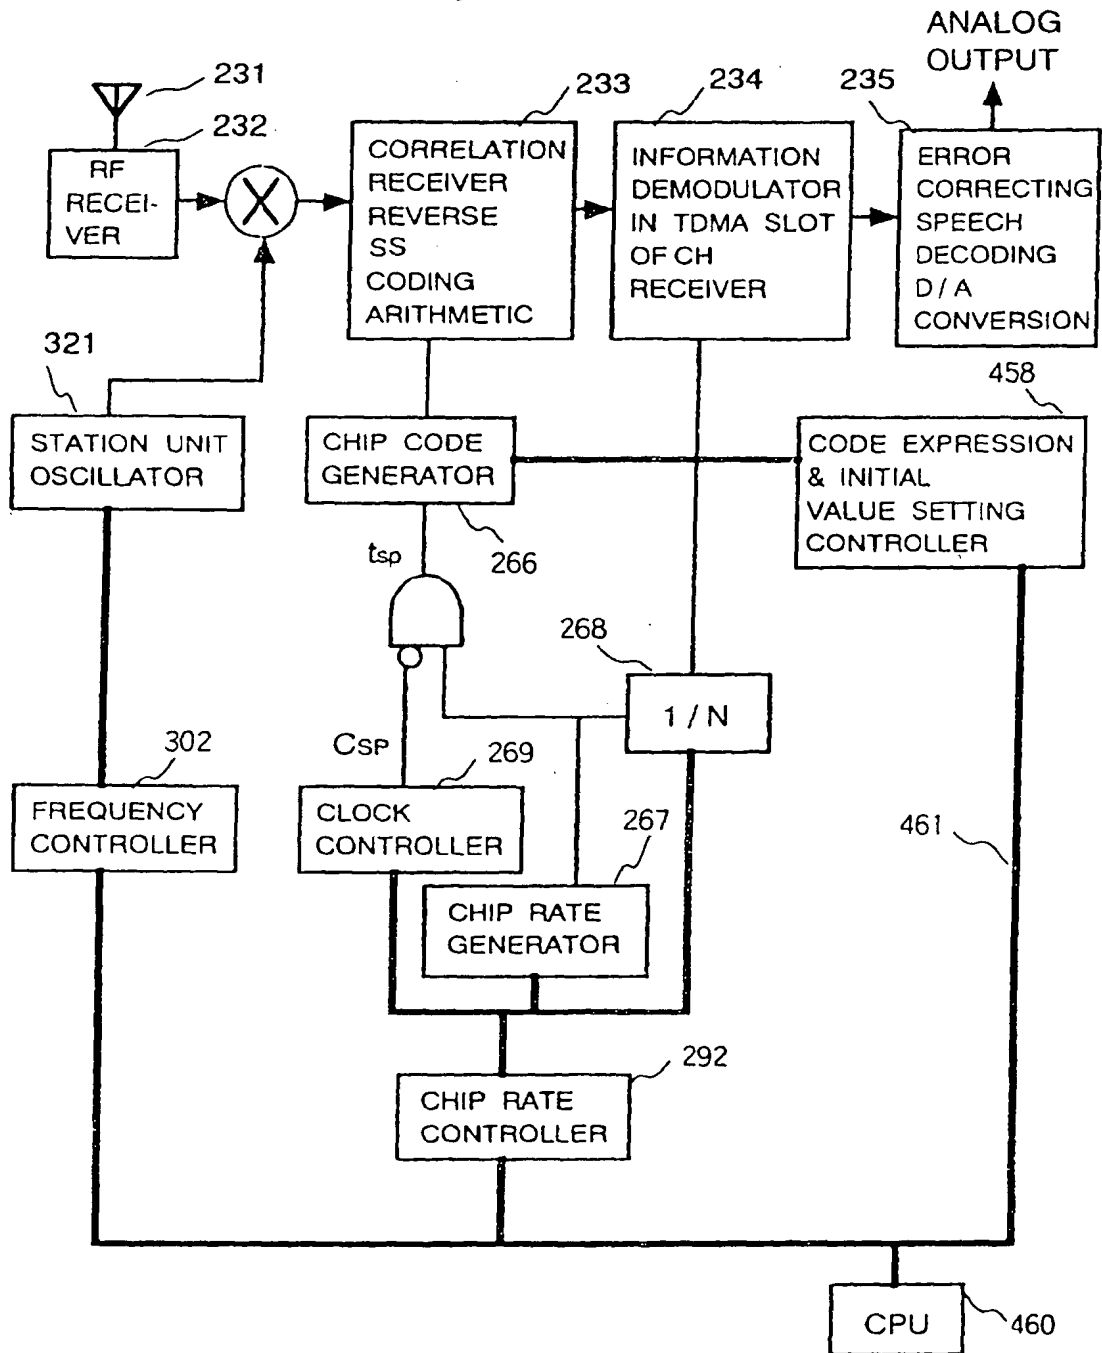 ANALOG
OUTPUT
231
232
233
234
235
RF
RECEI-
VER
CORRELATION
RECEIVER
REVERSE
SS
CODING
ARITHMETIC
INFORMATION
DEMODULATOR
IN TDMA SLOT
OF CH
RECEIVER
ERROR
CORRECTING
SPEECH
DECODING
D/A
CONVERSION
321
458
STATION UNIT
OSCILLATOR
CHIP CODE
GENERATOR
CODE EXPRESSION
& INITIAL
VALUE SETTING
CONTROLLER
tsp
266
268
1/N
CSP
302
269
FREQUENCY
CONTROLLER
CLOCK
CONTROLLER
267
461
CHIP RATE
GENERATOR
292
CHIP RATE
CONTROLLER
CPU
460